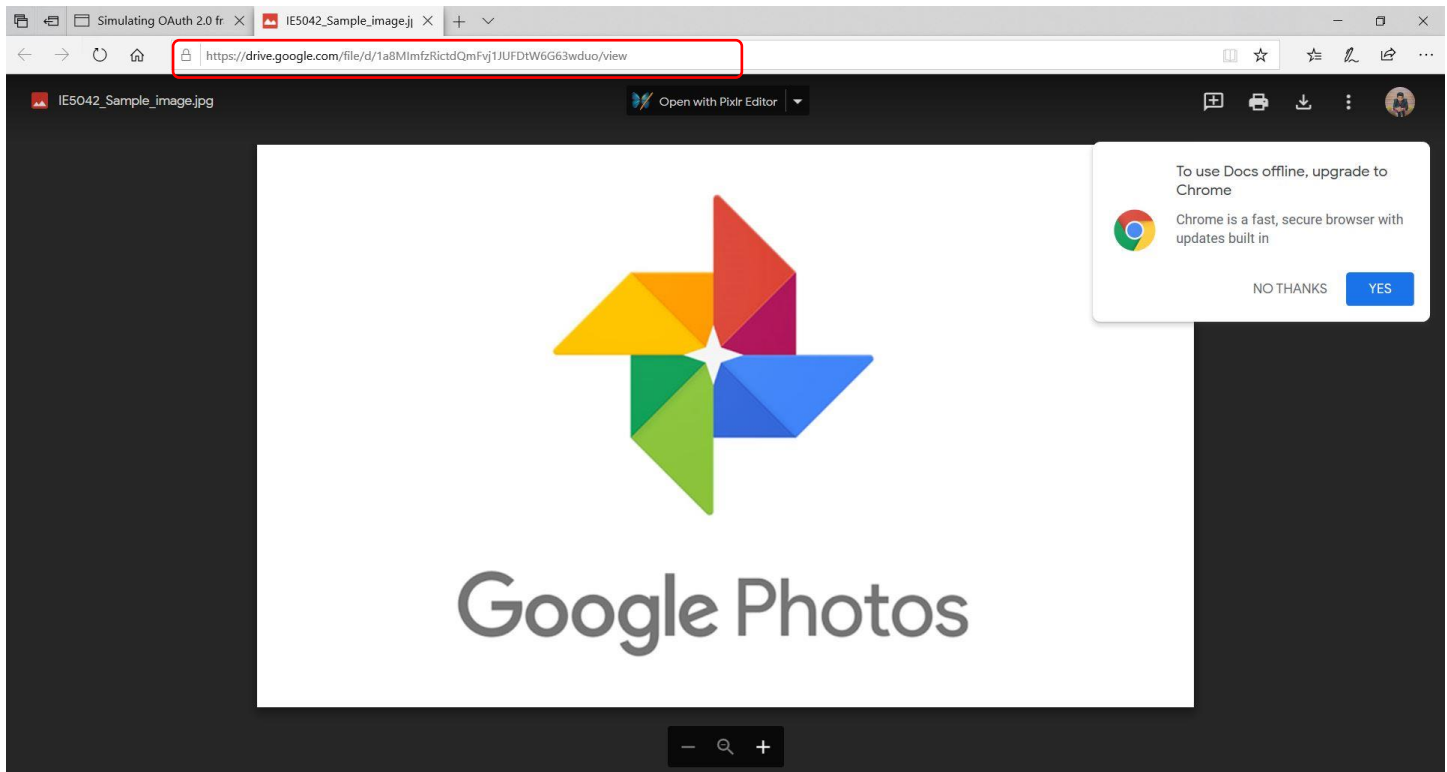 Simulating OAuth 2.0 fr
IE5042_Sample_image.j
https://drive.google.com/file/d/1a8MImfzRictdQmFvj1JUFDtW6G63wduo/view
IE5042_Sample_image.jpg
Open with Pixlr Editor
To use Docs offline, upgrade to
Chrome
Chrome is a fast, secure browser with
updates built in
NO THANKS
YES
Google Photos